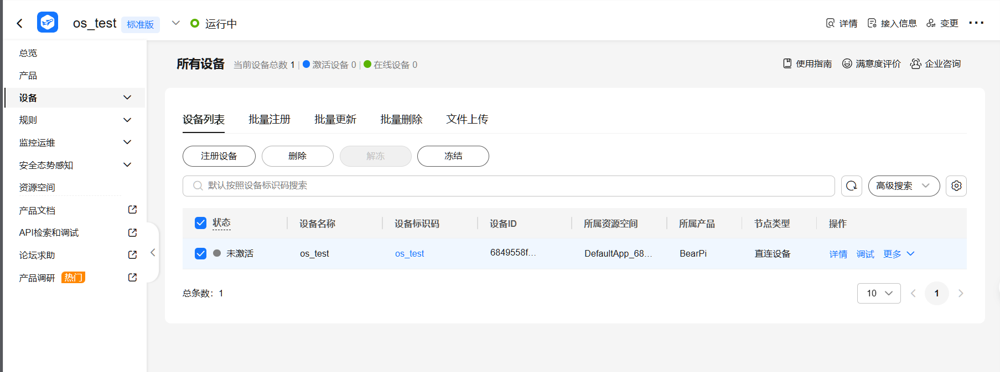 os_test 标准版 运行中 详情 接入信息 变更 ···
总览
产品
设备
规则
监控运维
安全态势感知
资源空间
产品文档
API检索和调试
论坛求助
产品调研 热门
所有设备 当前设备总数 1 | 激活设备 0 | 在线设备 0 使用指南 满意度评价 企业咨询
设备列表 批量注册 批量更新 批量删除 文件上传
注册设备 删除 解冻 冻结
默认按照设备标识码搜索 高级搜索
状态 设备名称 设备标识码 设备ID 所属资源空间 所属产品 节点类型 操作
未激活 os_test os_test 6849558f... DefaultApp_68... BearPi 直连设备 详情 调试 更多
总条数：1 10 1